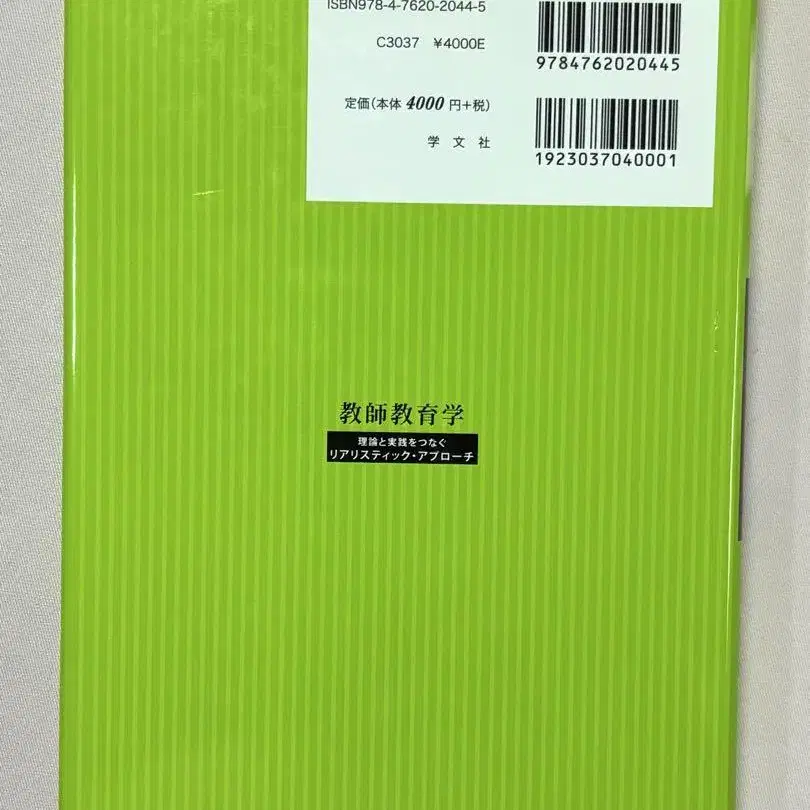 ISBN978-4-7620-2044-5
C3037 ¥4000E
9784762020445
定価(本体 4000 円+税)
学文社
1923037040001
教師教育学
理論と実践をつなぐ
リアリスティック・アプローチ